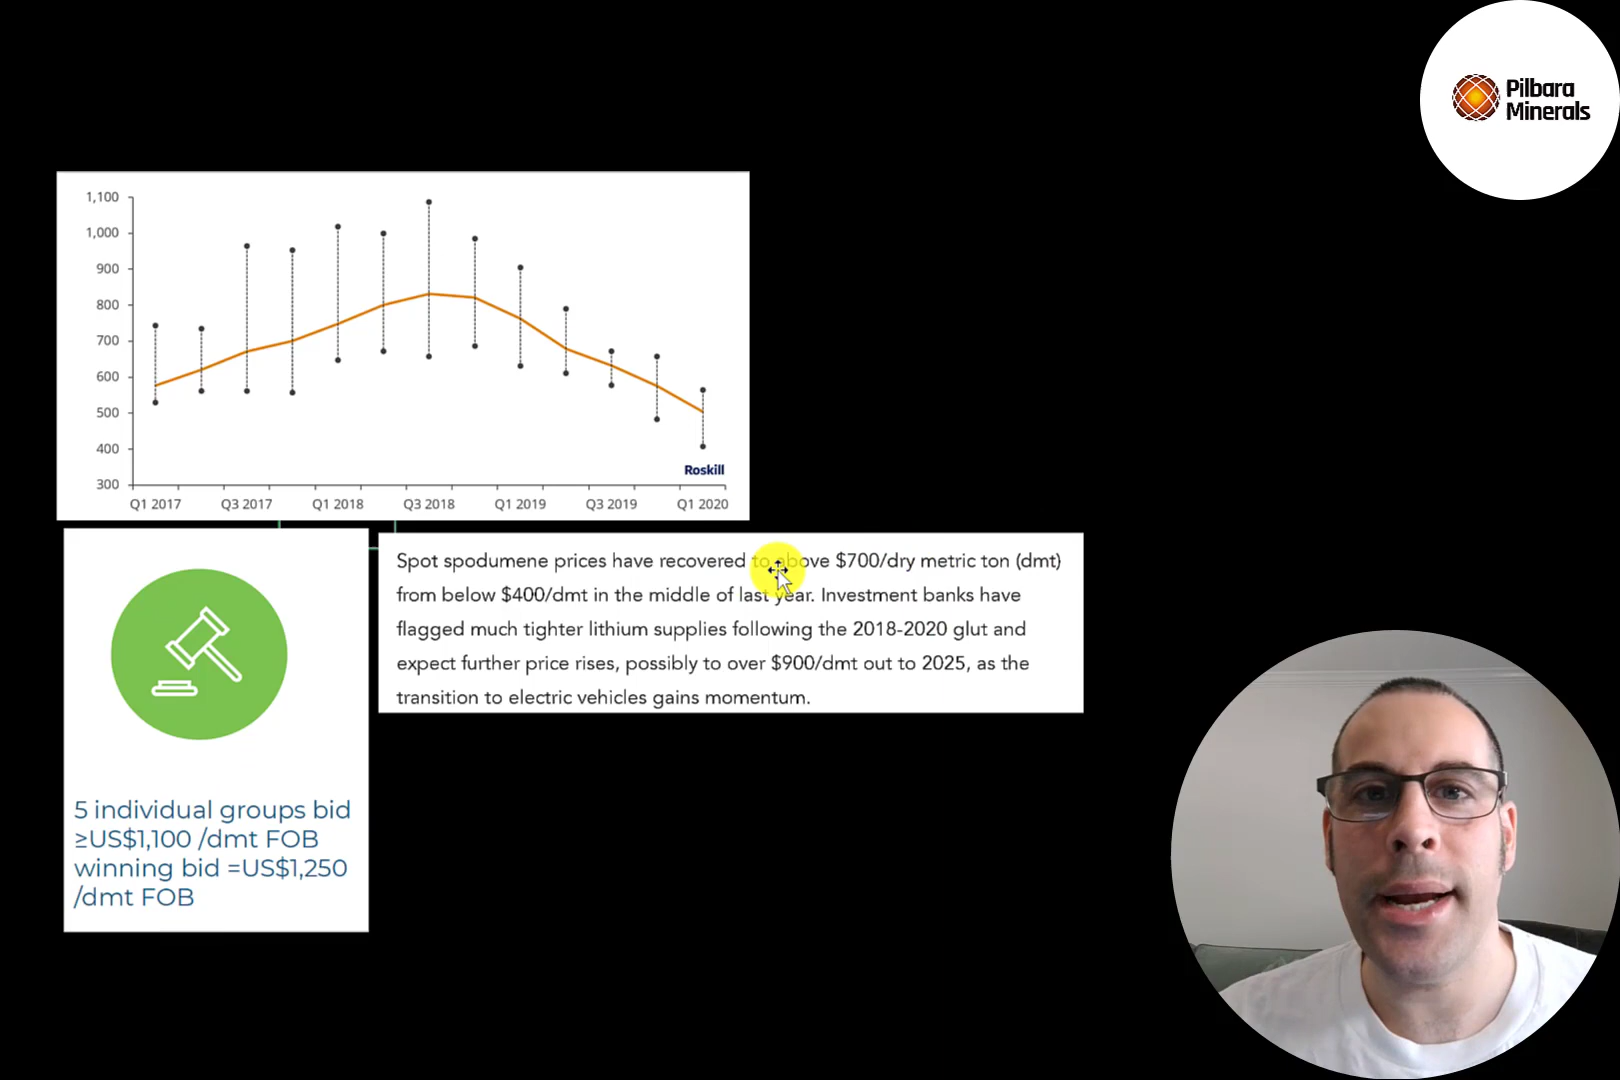 Pilbara
Minerals
1,100
1,000
900
800
700
600
500
400
300
Roskill
Q1 2017 Q3 2017 Q1 2018 Q3 2018 Q1 2019 Q3 2019 Q1 2020
Spot spodumene prices have recovered to above $700/dry metric ton (dmt)
from below $400/dmt in the middle of last year. Investment banks have
flagged much tighter lithium supplies following the 2018-2020 glut and
expect further price rises, possibly to over $900/dmt out to 2025, as the
transition to electric vehicles gains momentum.
5 individual groups bid
≥US$1,100 /dmt FOB
winning bid =US$1,250
/dmt FOB